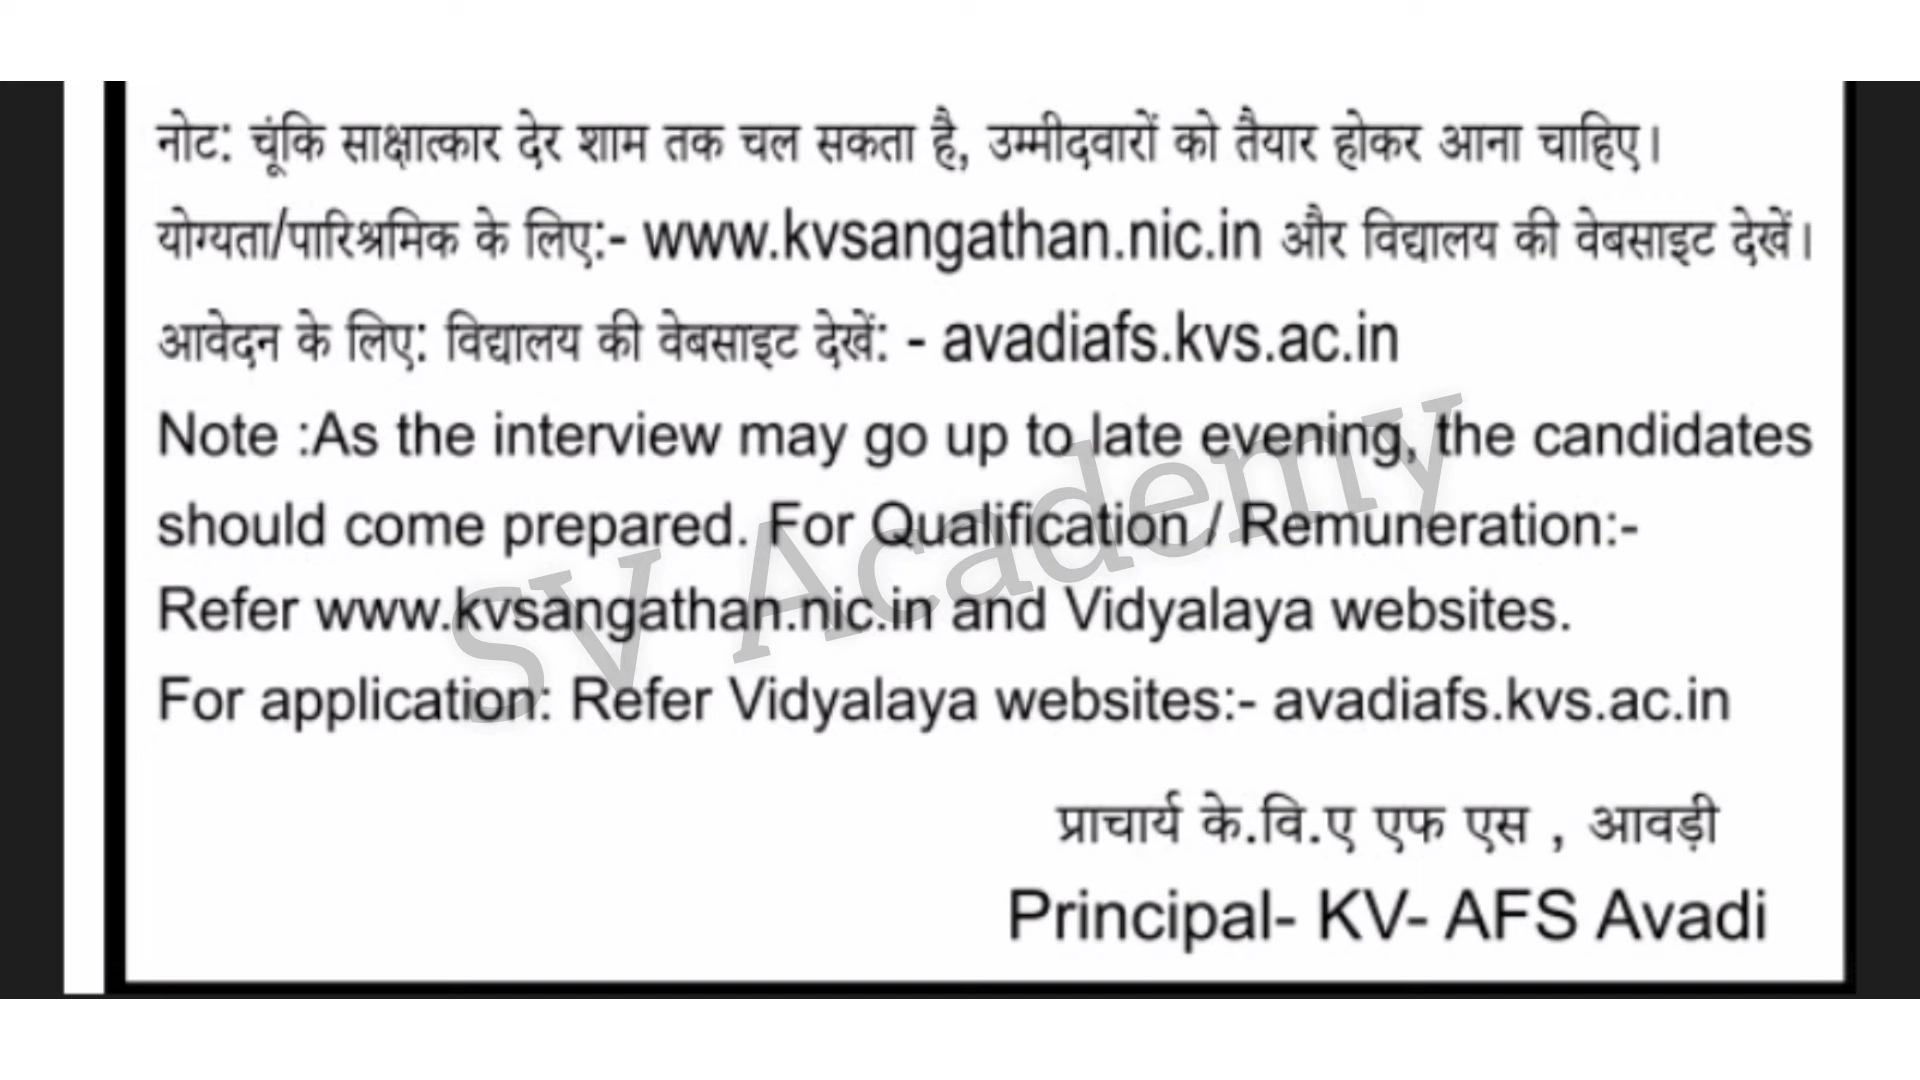 नोट: चूंकि साक्षात्कार देर शाम तक चल सकता है, उम्मीदवारों को तैयार होकर आना चाहिए।
योग्यता/पारिश्रमिक के लिए:- www.kvsangathan.nic.in और विद्यालय की वेबसाइट देखें।
आवेदन के लिए: विद्यालय की वेबसाइट देखें: - avadiafs.kvs.ac.in
Note :As the interview may go up to late evening, the candidates
should come prepared. For Qualification / Remuneration:-
Refer www.kvsangathan.nic.in and Vidyalaya websites.
For application: Refer Vidyalaya websites:- avadiafs.kvs.ac.in
SV Academy
प्राचार्य के.वि.ए एफ एस , आवड़ी
Principal- KV- AFS Avadi